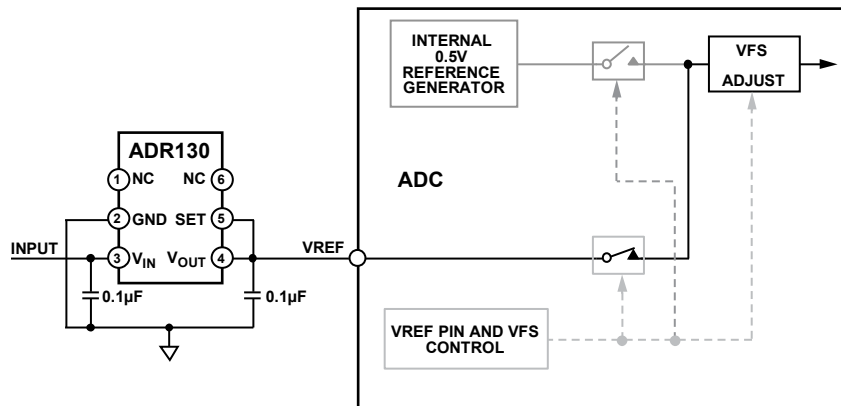 INTERNAL
0.5V
REFERENCE
GENERATOR
VFS
ADJUST
ADR130
1 NC
NC 6
ADC
2 GND
SET 5
INPUT
VREF
3 VIN
VOUT 4
0.1µF
0.1µF
VREF PIN AND VFS
CONTROL